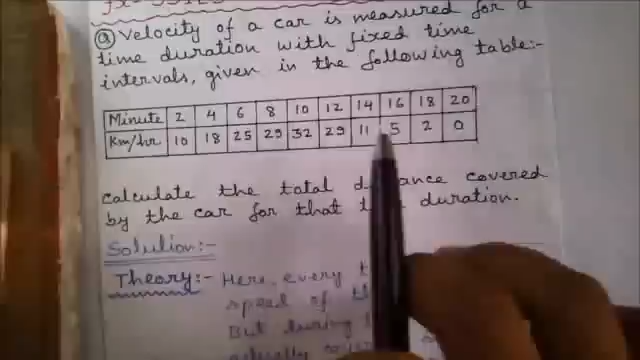 Q Velocity of a car is measured for a
time duration with fixed time
intervals, given in the following table:-
Minute 2 4 6 8 10 12 14 16 18 20
Km/hr 10 18 25 29 32 29 11 5 2 0
calculate the total covered
by the car for that duration.
Solution:-
Theory:- Here, every
speed of
But during